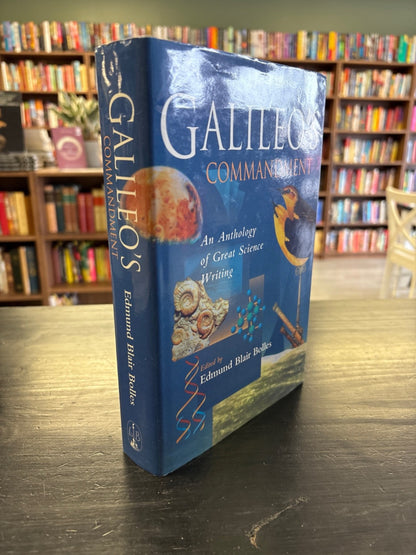 GALILEO'S
COMMANDMENT
Edmund Blair Bolles
GALILEO'S
COMMANDMENT
An Anthology
of Great Science
Writing
Edited by
Edmund Blair Bolles